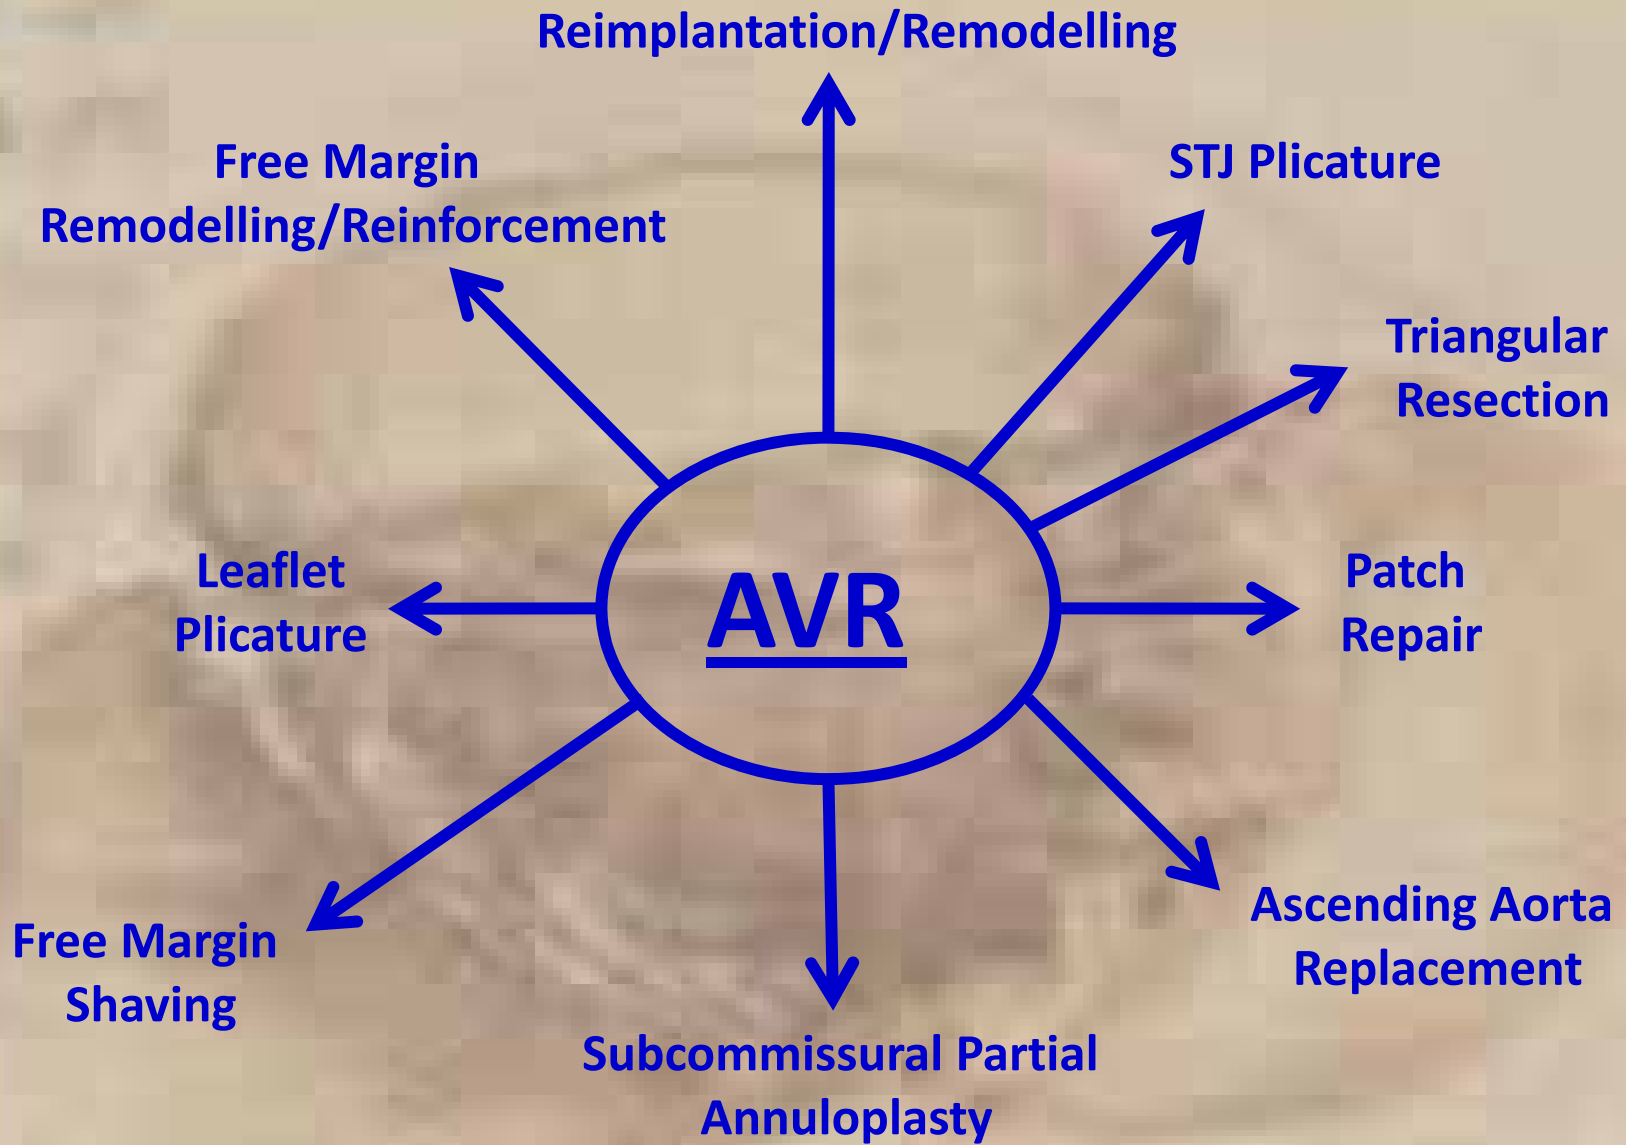 Reimplantation/Remodelling
Free Margin
Remodelling/Reinforcement
STJ Plicature
Triangular
Resection
Leaflet
Plicature
AVR
Patch
Repair
Free Margin
Shaving
Ascending Aorta
Replacement
Subcommissural Partial
Annuloplasty